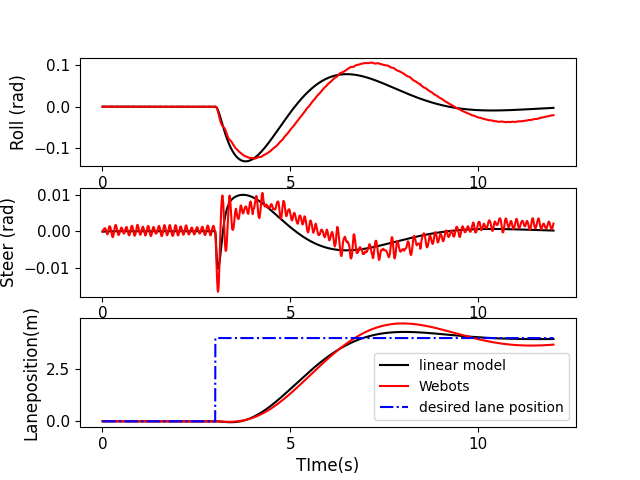 Roll (rad)
0.1
0.0
−0.1
0 5 10
Steer (rad)
0.01
0.00
−0.01
0 5 10
Laneposition(m)
2.5
0.0
linear model
Webots
desired lane position
0 5 10
TIme(s)